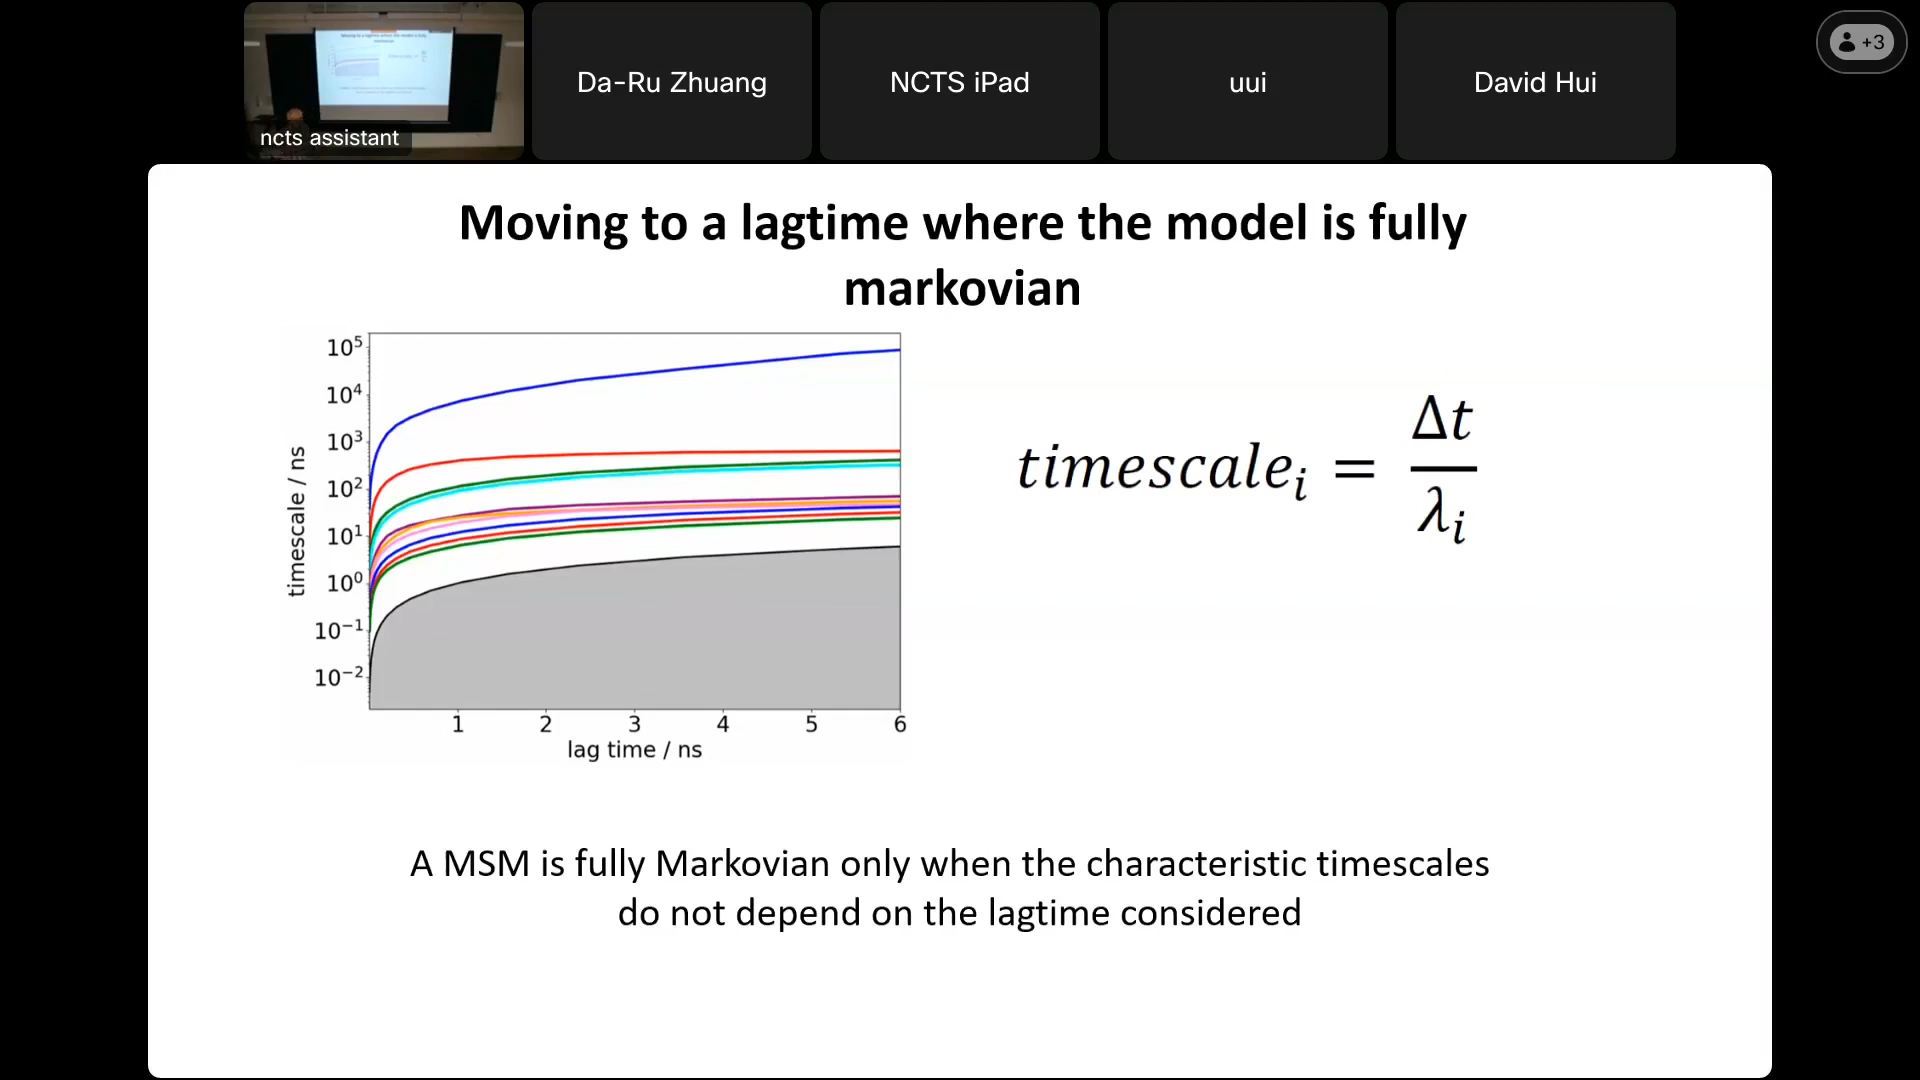 ncts assistant
Da-Ru Zhuang
NCTS iPad
uui
David Hui
+3
Moving to a lagtime where the model is fully
markovian
timescale / ns
10⁵
10⁴
10³
10²
10¹
10⁰
10⁻¹
10⁻²
1 2 3 4 5 6
lag time / ns
timescaleᵢ = Δt/λᵢ
A MSM is fully Markovian only when the characteristic timescales
do not depend on the lagtime considered